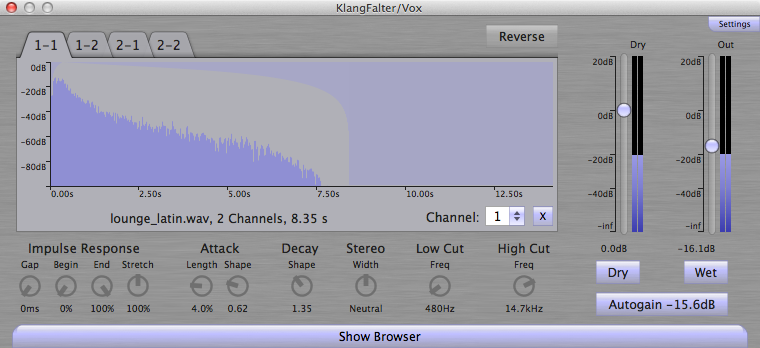 KlangFalter/Vox
Settings
1-1 1-2 2-1 2-2
Reverse
Dry Out
0dB
-20dB
-40dB
-60dB
-80dB
0.00s 2.50s 5.00s 7.50s 10.0s 12.5s
lounge_latin.wav, 2 Channels, 8.35 s
Channel: 1 X
20dB
0dB
-20dB
-40dB
-inf
20dB
0dB
-20dB
-40dB
-inf
0.0dB -16.1dB
Dry Wet
Autogain -15.6dB
Impulse Response Attack Decay Stereo Low Cut High Cut
Gap Begin End Stretch Length Shape Shape Width Freq Freq
0ms 0% 100% 100% 4.0% 0.62 1.35 Neutral 480Hz 14.7kHz
Show Browser